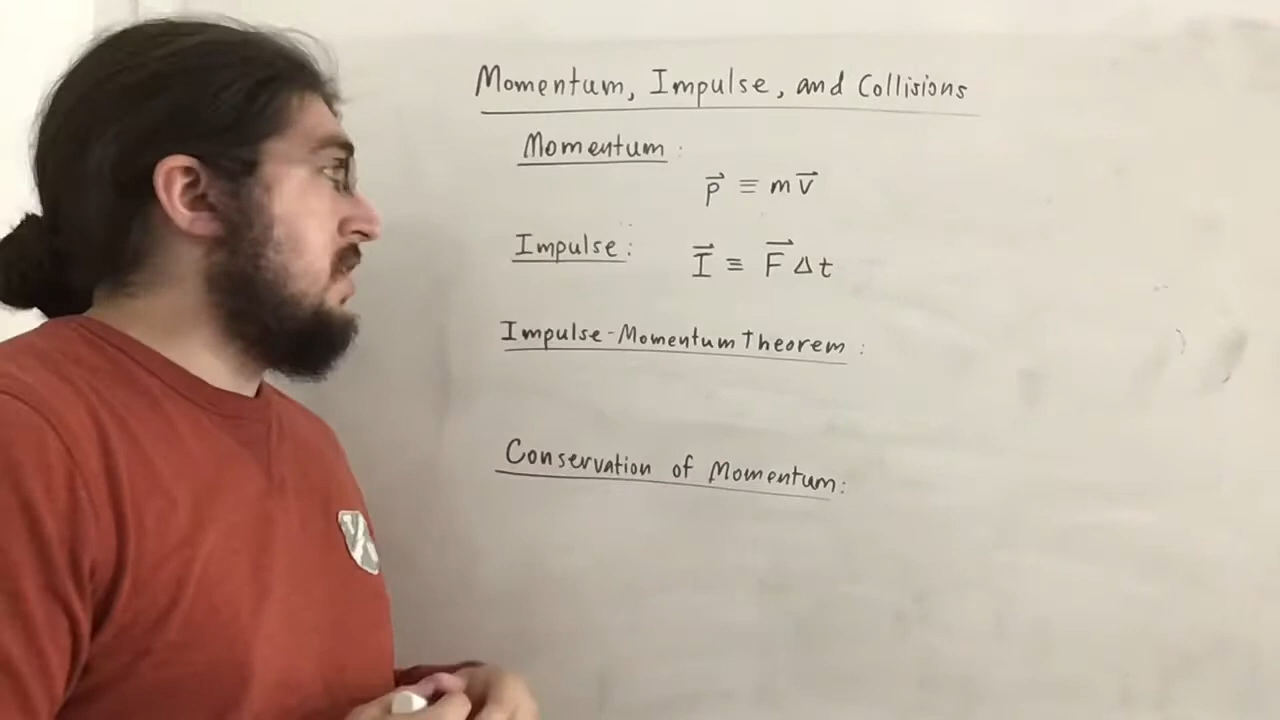 Momentum, Impulse, and Collisions
Momentum:
p⃗ ≡ mv⃗
Impulse: I⃗ ≡ F⃗ Δt
Impulse-Momentum Theorem:
Conservation of Momentum: